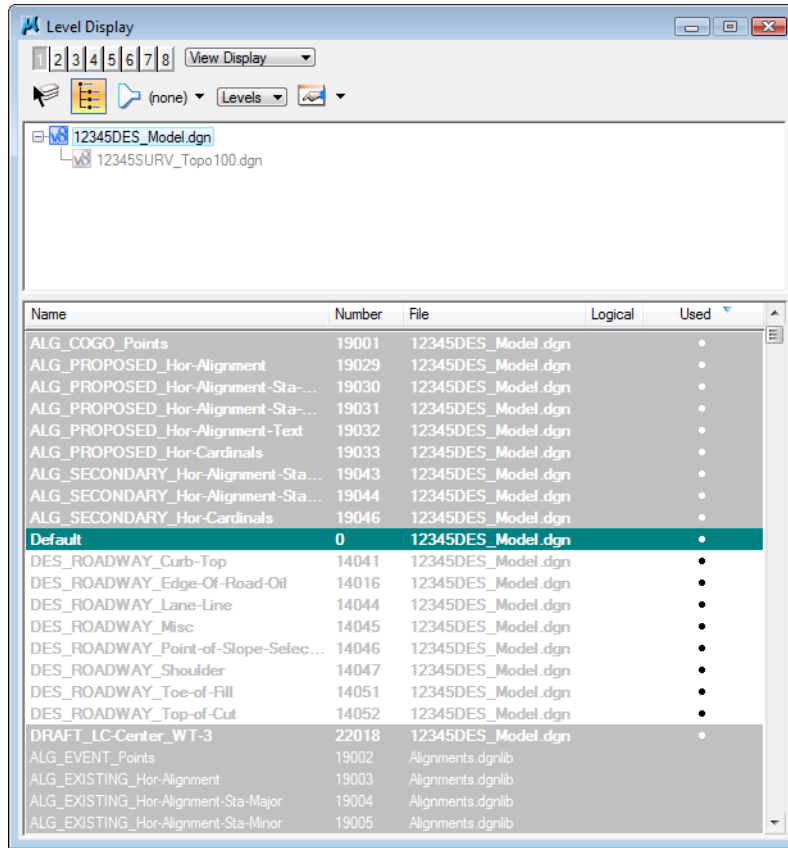 Level Display
1 2 3 4 5 6 7 8 View Display
(none) Levels
12345DES_Model.dgn
12345SURV_Topo100.dgn
Name Number File Logical Used
ALG_COGO_Points 19001 12345DES_Model.dgn
ALG_PROPOSED_Hor-Alignment 19029 12345DES_Model.dgn
ALG_PROPOSED_Hor-Alignment-Sta-... 19030 12345DES_Model.dgn
ALG_PROPOSED_Hor-Alignment-Sta-... 19031 12345DES_Model.dgn
ALG_PROPOSED_Hor-Alignment-Text 19032 12345DES_Model.dgn
ALG_PROPOSED_Hor-Cardinals 19033 12345DES_Model.dgn
ALG_SECONDARY_Hor-Alignment-Sta... 19043 12345DES_Model.dgn
ALG_SECONDARY_Hor-Alignment-Sta... 19044 12345DES_Model.dgn
ALG_SECONDARY_Hor-Cardinals 19046 12345DES_Model.dgn
Default 0 12345DES_Model.dgn
DES_ROADWAY_Curb-Top 14041 12345DES_Model.dgn
DES_ROADWAY_Edge-Of-Road-Oil 14016 12345DES_Model.dgn
DES_ROADWAY_Lane-Line 14044 12345DES_Model.dgn
DES_ROADWAY_Misc 14045 12345DES_Model.dgn
DES_ROADWAY_Point-of-Slope-Selec... 14046 12345DES_Model.dgn
DES_ROADWAY_Shoulder 14047 12345DES_Model.dgn
DES_ROADWAY_Toe-of-Fill 14051 12345DES_Model.dgn
DES_ROADWAY_Top-of-Cut 14052 12345DES_Model.dgn
DRAFT_LC-Center_WT-3 22018 12345DES_Model.dgn
ALG_EVENT_Points 19002 Alignments.dgnlib
ALG_EXISTING_Hor-Alignment 19003 Alignments.dgnlib
ALG_EXISTING_Hor-Alignment-Sta-Major 19004 Alignments.dgnlib
ALG_EXISTING_Hor-Alignment-Sta-Minor 19005 Alignments.dgnlib